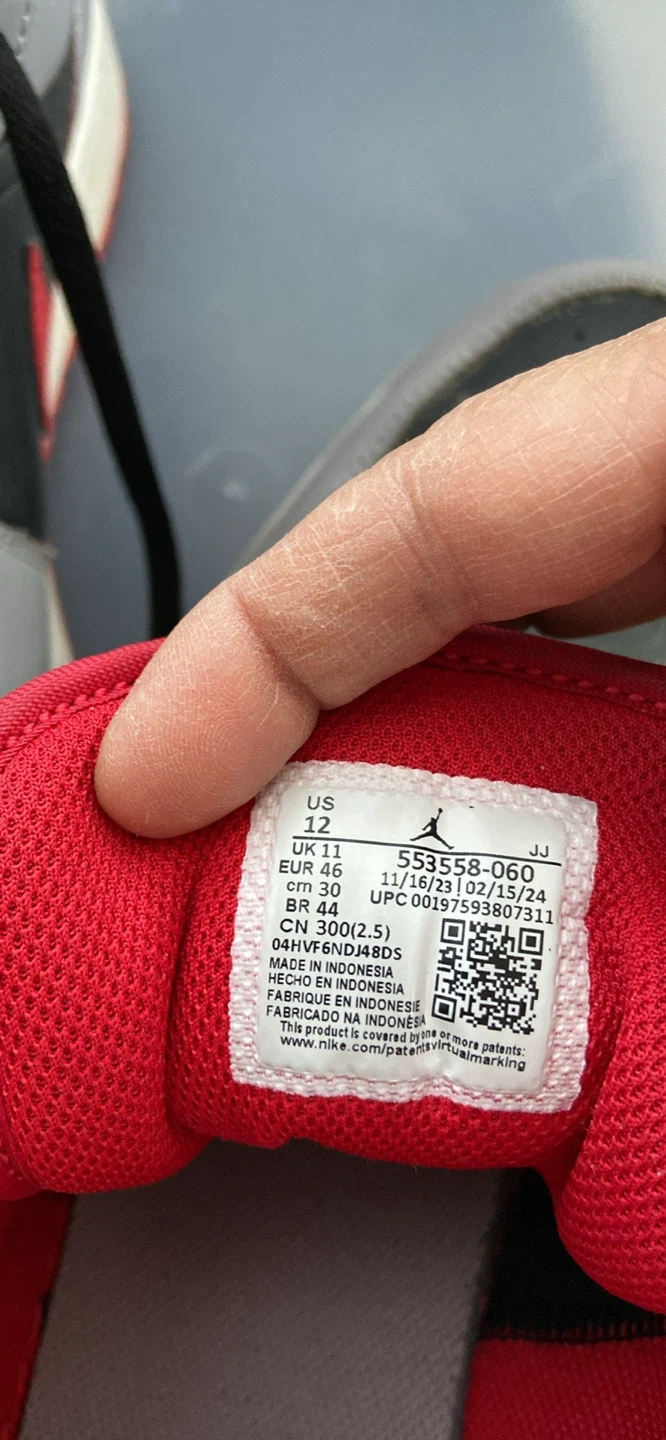 US
12
JJ
UK 11
553558-060
EUR 46
11/16/23 | 02/15/24
cm 30
UPC 00197593807311
BR 44
CN 300(2.5)
04HVF6NDJ48DS
MADE IN INDONESIA
HECHO EN INDONESIA
FABRIQUE EN INDONESIE
FABRICADO NA INDONÉSIA
This product is covered by one or more patents:
www.nike.com/patentsvirtualmarking